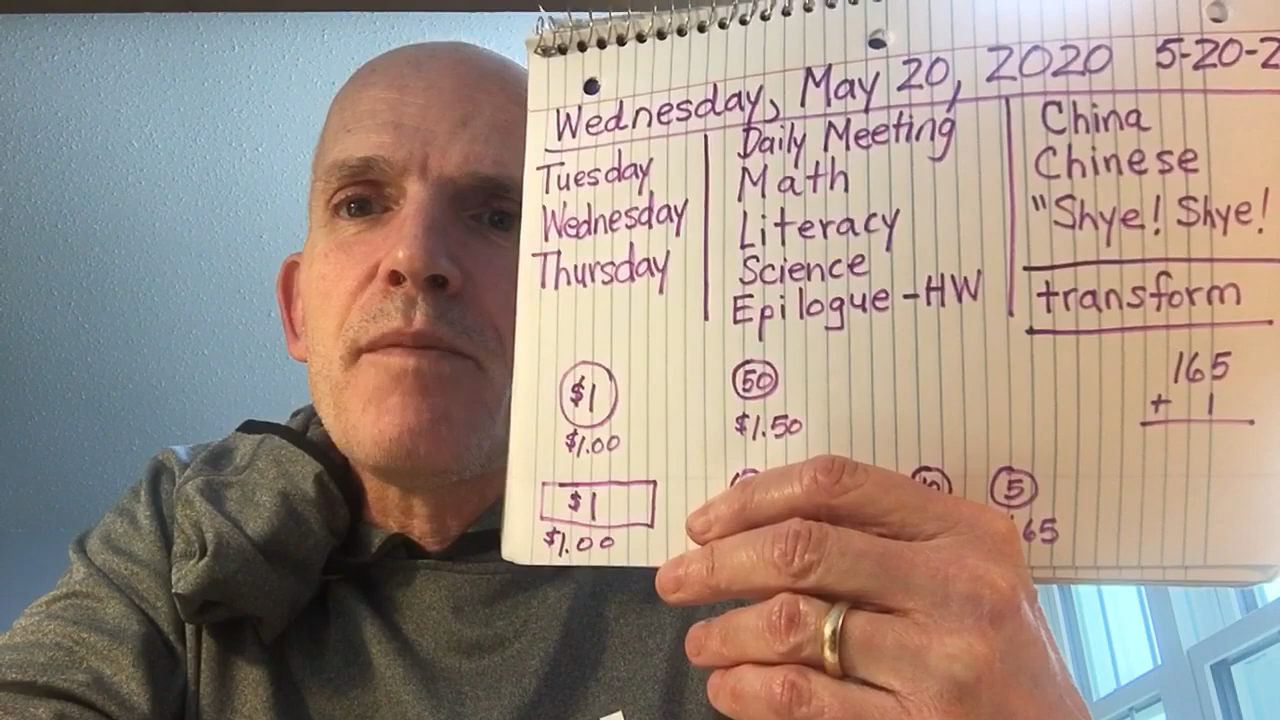 Wednesday, May 20, 2020 5-20-2
Tuesday
Wednesday
Thursday
Daily Meeting
Math
Literacy
Science
Epilogue - HW
China
Chinese
"Shye! Shye!
transform
165
+ 1
$1
$1.00
50
$1.50
$1
$1.00
5
65